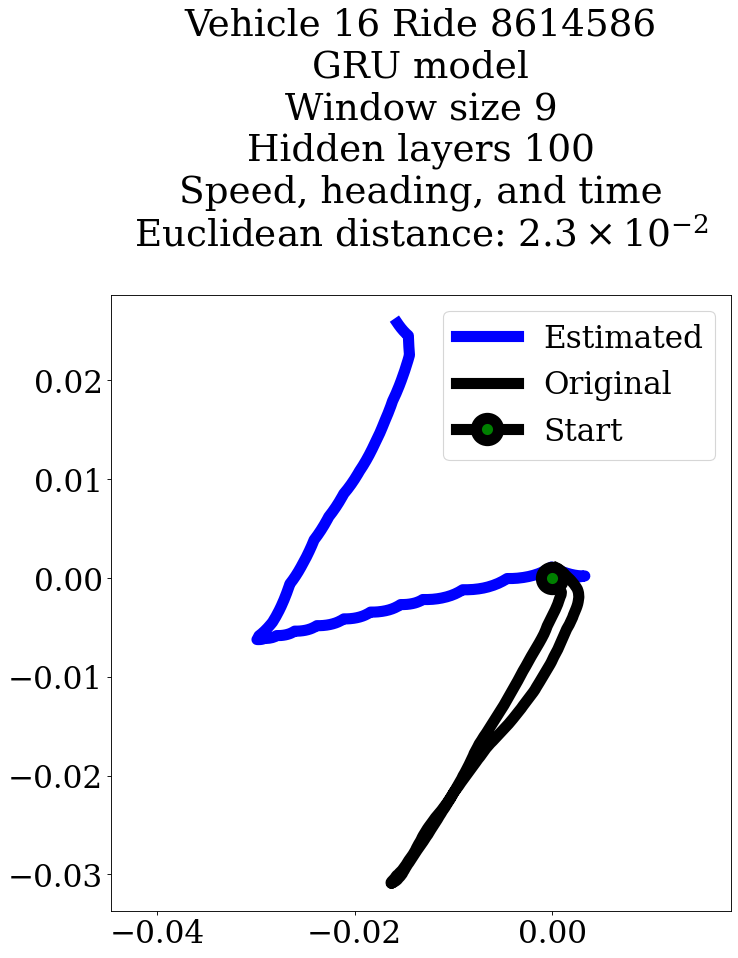 Vehicle 16 Ride 8614586
GRU model
Window size 9
Hidden layers 100
Speed, heading, and time
Euclidean distance: 2.3 × 10⁻²
Estimated
Original
Start
0.02
0.01
0.00
−0.01
−0.02
−0.03
−0.04
−0.02
0.00